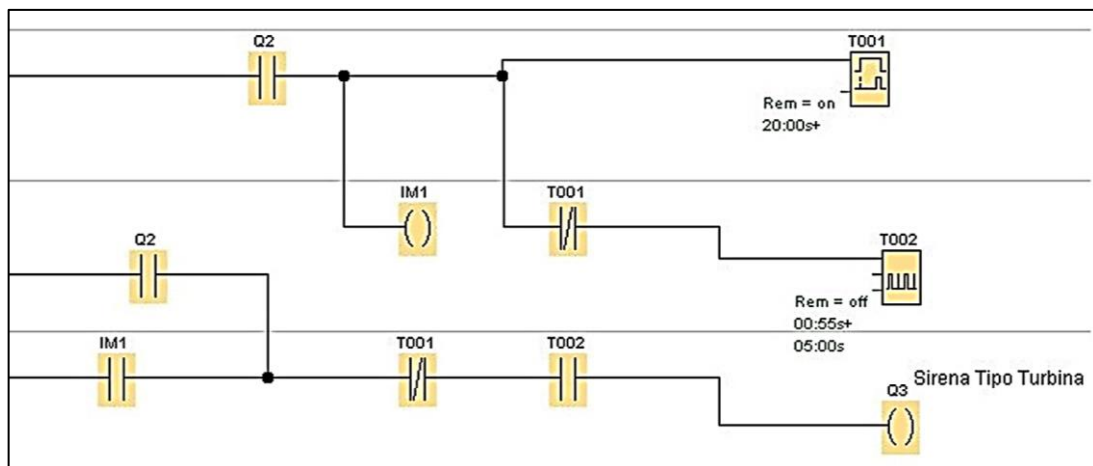 Q2
T001
Rem = on
20:00s+
IM1
T001
Q2
T002
Rem = off
00:55s+
05:00s
IM1
T001
T002
Q3
Sirena Tipo Turbina